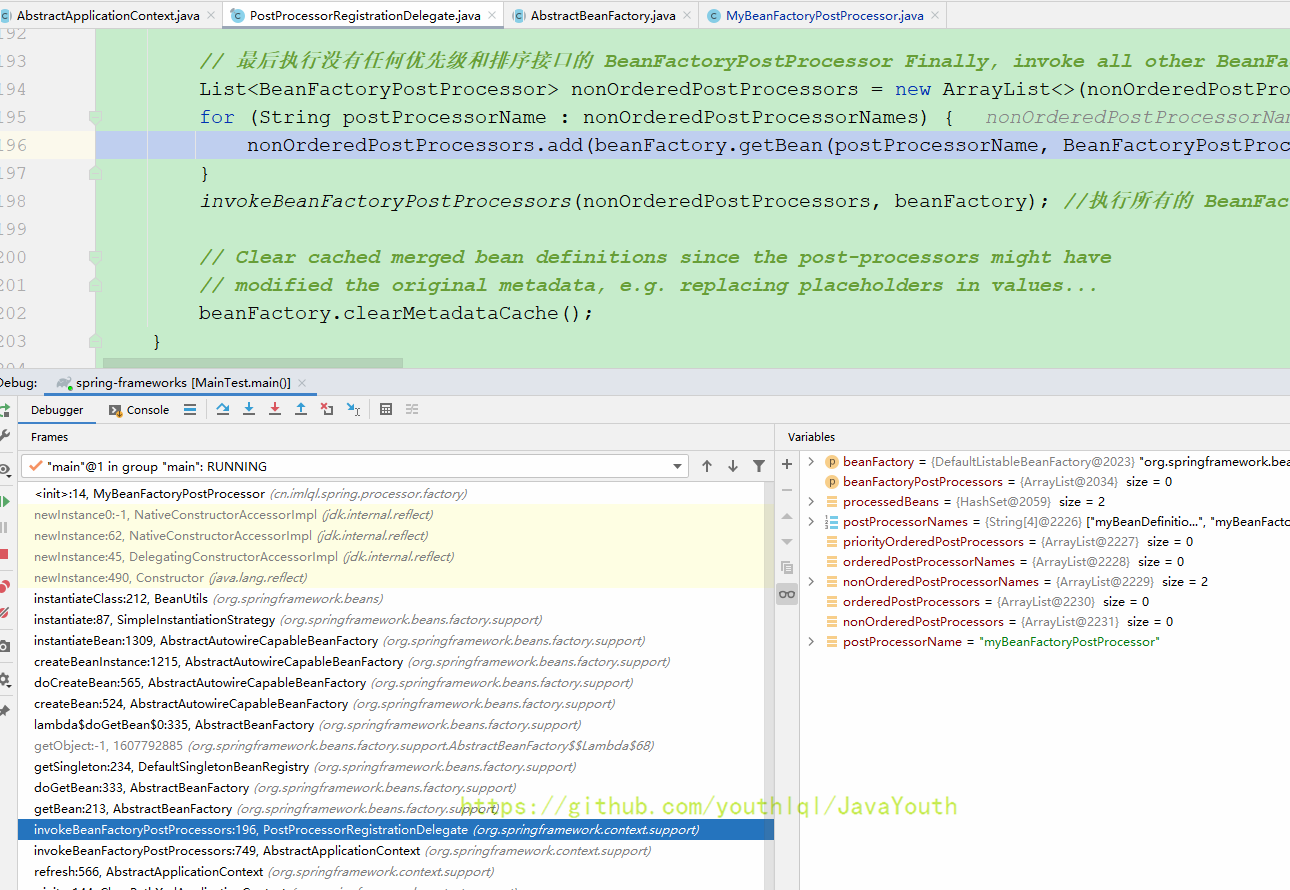 AbstractApplicationContext.java PostProcessorRegistrationDelegate.java AbstractBeanFactory.java MyBeanFactoryPostProcessor.java
192
193 // 最后执行没有任何优先级和排序接口的 BeanFactoryPostProcessor Finally, invoke all other BeanFa
194 List<BeanFactoryPostProcessor> nonOrderedPostProcessors = new ArrayList<>(nonOrderedPostPro
195 for (String postProcessorName : nonOrderedPostProcessorNames) { nonOrderedPostProcessorNam
196 nonOrderedPostProcessors.add(beanFactory.getBean(postProcessorName, BeanFactoryPostProc
197 }
198 invokeBeanFactoryPostProcessors(nonOrderedPostProcessors, beanFactory); //执行所有的 BeanFac
199
200 // Clear cached merged bean definitions since the post-processors might have
201 // modified the original metadata, e.g. replacing placeholders in values...
202 beanFactory.clearMetadataCache();
203 }
Debug: spring-frameworks [MainTest.main()]
Debugger Console
Frames
"main"@1 in group "main": RUNNING
<init>:14, MyBeanFactoryPostProcessor (cn.imlql.spring.processor.factory)
newInstance0:-1, NativeConstructorAccessorImpl (jdk.internal.reflect)
newInstance:62, NativeConstructorAccessorImpl (jdk.internal.reflect)
newInstance:45, DelegatingConstructorAccessorImpl (jdk.internal.reflect)
newInstance:490, Constructor (java.lang.reflect)
instantiateClass:212, BeanUtils (org.springframework.beans)
instantiate:87, SimpleInstantiationStrategy (org.springframework.beans.factory.support)
instantiateBean:1309, AbstractAutowireCapableBeanFactory (org.springframework.beans.factory.support)
createBeanInstance:1215, AbstractAutowireCapableBeanFactory (org.springframework.beans.factory.support)
doCreateBean:565, AbstractAutowireCapableBeanFactory (org.springframework.beans.factory.support)
createBean:524, AbstractAutowireCapableBeanFactory (org.springframework.beans.factory.support)
lambda$doGetBean$0:335, AbstractBeanFactory (org.springframework.beans.factory.support)
getObject:-1, 1607792885 (org.springframework.beans.factory.support.AbstractBeanFactory$$Lambda$68)
getSingleton:234, DefaultSingletonBeanRegistry (org.springframework.beans.factory.support)
doGetBean:333, AbstractBeanFactory (org.springframework.beans.factory.support)
getBean:213, AbstractBeanFactory (org.springframework.beans.factory.support)
https://github.com/youthlql/JavaYouth
invokeBeanFactoryPostProcessors:196, PostProcessorRegistrationDelegate (org.springframework.context.support)
invokeBeanFactoryPostProcessors:749, AbstractApplicationContext (org.springframework.context.support)
refresh:566, AbstractApplicationContext (org.springframework.context.support)
Variables
beanFactory = {DefaultListableBeanFactory@2023} "org.springframework.bea
beanFactoryPostProcessors = {ArrayList@2034} size = 0
processedBeans = {HashSet@2059} size = 2
postProcessorNames = {String[4]@2226} ["myBeanDefinitio...", "myBeanFacto
priorityOrderedPostProcessors = {ArrayList@2227} size = 0
orderedPostProcessorNames = {ArrayList@2228} size = 0
nonOrderedPostProcessorNames = {ArrayList@2229} size = 2
orderedPostProcessors = {ArrayList@2230} size = 0
nonOrderedPostProcessors = {ArrayList@2231} size = 0
postProcessorName = "myBeanFactoryPostProcessor"